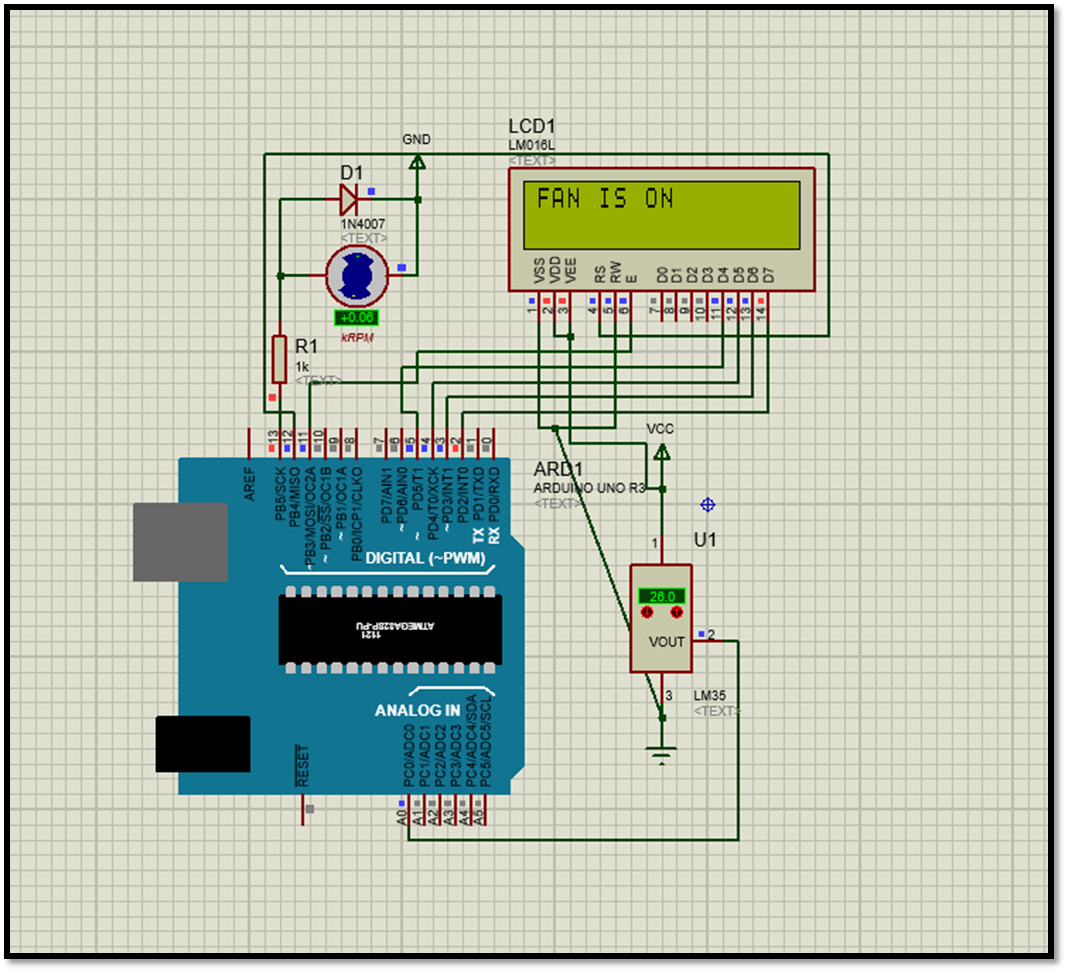 GND
LCD1
LM016L
<TEXT>
FAN IS ON
D1
1N4007
<TEXT>
VSS
VDD
VEE
RS
RW
E
D0
D1
D2
D3
D4
D5
D6
D7
1
2
3
4
5
6
7
8
9
10
11
12
13
14
+0.06
kRPM
R1
1k
<TEXT>
13
12
11
10
9
8
7
6
5
4
3
2
1
0
VCC
ARD1
ARDUINO UNO R3
<TEXT>
AREF
PB5/SCK
PB4/MISO
~PB3/MOSI/OC2A
~PB2/SS/OC1B
~PB1/OC1A
PB0/ICP1/CLKO
PD7/AIN1
~PD6/AIN0
~PD5/T1
PD4/T0/XCK
~PD3/INT1
PD2/INT0
PD1/TXD
PD0/RXD
TX
RX
DIGITAL (~PWM)
1
U1
26.0
VOUT
2
3
LM35
<TEXT>
1121
ATMEGA328P-PU
ANALOG IN
RESET
PC0/ADC0
PC1/ADC1
PC2/ADC2
PC3/ADC3
PC4/ADC4/SDA
PC5/ADC5/SCL
A0
A1
A2
A3
A4
A5